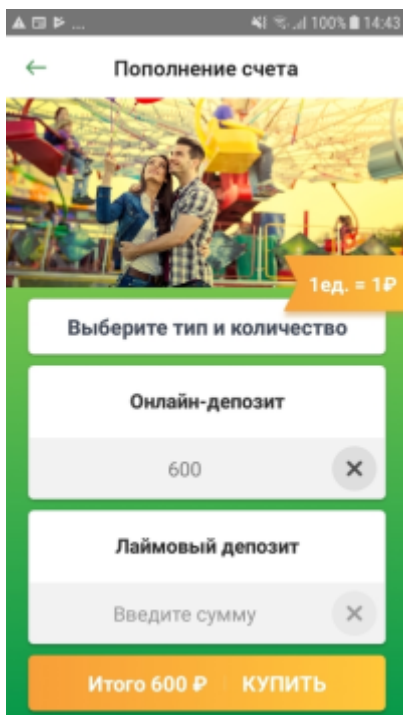 ... 100% 14:43
Пополнение счета
1ед. = 1₽
Выберите тип и количество
Онлайн-депозит
600
Лаймовый депозит
Введите сумму
Итого 600 ₽ КУПИТЬ